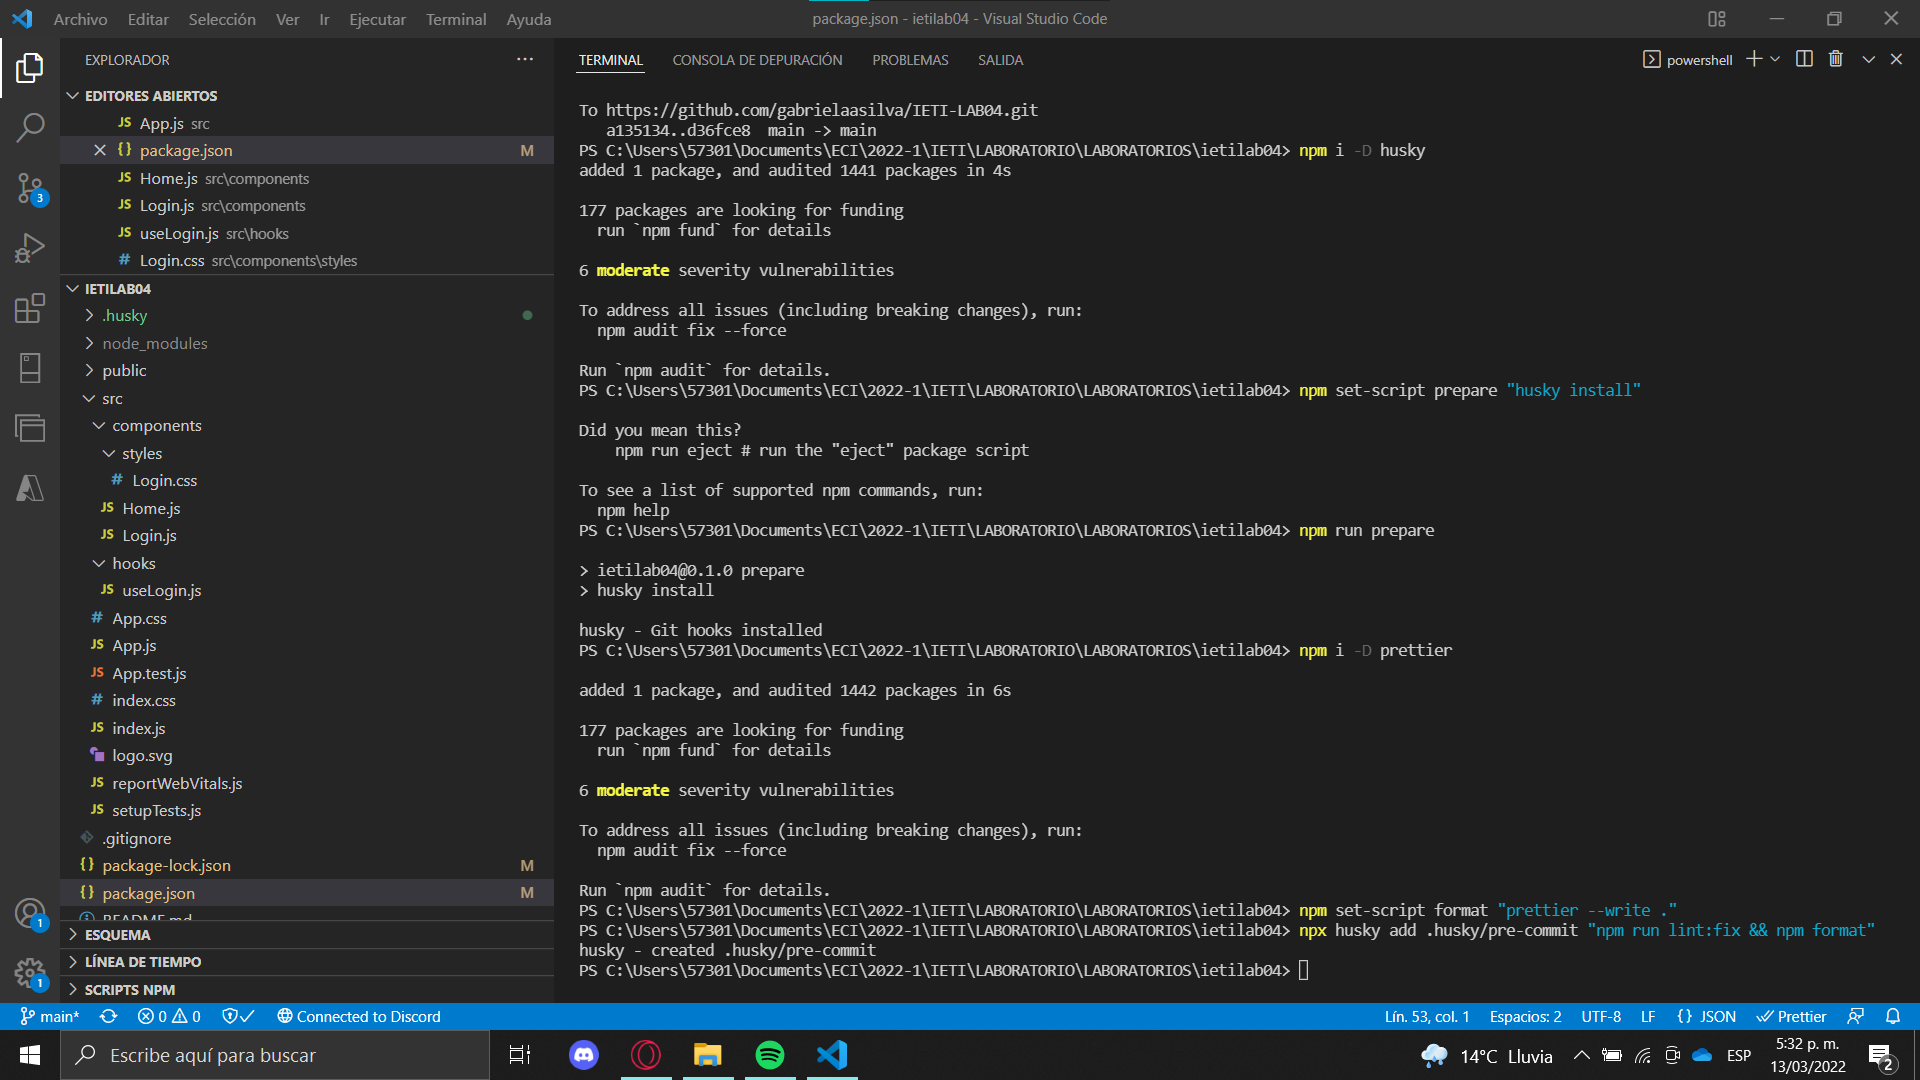 Archivo Editar Selección Ver Ir Ejecutar Terminal Ayuda
package.json - ietilab04 - Visual Studio Code
EXPLORADOR
EDITORES ABIERTOS
JS App.js src
{} package.json M
JS Home.js src\components
JS Login.js src\components
JS useLogin.js src\hooks
# Login.css src\components\styles
IETILAB04
.husky
node_modules
public
src
components
styles
# Login.css
JS Home.js
JS Login.js
hooks
JS useLogin.js
# App.css
JS App.js
JS App.test.js
# index.css
JS index.js
logo.svg
JS reportWebVitals.js
JS setupTests.js
.gitignore
{} package-lock.json M
{} package.json M
README.md
ESQUEMA
LÍNEA DE TIEMPO
SCRIPTS NPM
3
1
1
TERMINAL CONSOLA DE DEPURACIÓN PROBLEMAS SALIDA
powershell
To https://github.com/gabrielaasilva/IETI-LAB04.git
a135134..d36fce8 main -> main
PS C:\Users\57301\Documents\ECI\2022-1\IETI\LABORATORIO\LABORATORIOS\ietilab04> npm i -D husky
added 1 package, and audited 1441 packages in 4s
177 packages are looking for funding
run `npm fund` for details
6 moderate severity vulnerabilities
To address all issues (including breaking changes), run:
npm audit fix --force
Run `npm audit` for details.
PS C:\Users\57301\Documents\ECI\2022-1\IETI\LABORATORIO\LABORATORIOS\ietilab04> npm set-script prepare "husky install"
Did you mean this?
npm run eject # run the "eject" package script
To see a list of supported npm commands, run:
npm help
PS C:\Users\57301\Documents\ECI\2022-1\IETI\LABORATORIO\LABORATORIOS\ietilab04> npm run prepare
> ietilab04@0.1.0 prepare
> husky install
husky - Git hooks installed
PS C:\Users\57301\Documents\ECI\2022-1\IETI\LABORATORIO\LABORATORIOS\ietilab04> npm i -D prettier
added 1 package, and audited 1442 packages in 6s
177 packages are looking for funding
run `npm fund` for details
6 moderate severity vulnerabilities
To address all issues (including breaking changes), run:
npm audit fix --force
Run `npm audit` for details.
PS C:\Users\57301\Documents\ECI\2022-1\IETI\LABORATORIO\LABORATORIOS\ietilab04> npm set-script format "prettier --write ."
PS C:\Users\57301\Documents\ECI\2022-1\IETI\LABORATORIO\LABORATORIOS\ietilab04> npx husky add .husky/pre-commit "npm run lint:fix && npm format"
husky - created .husky/pre-commit
PS C:\Users\57301\Documents\ECI\2022-1\IETI\LABORATORIO\LABORATORIOS\ietilab04>
main* 0 0 Connected to Discord
Lín. 53, col. 1 Espacios: 2 UTF-8 LF {} JSON Prettier
Escribe aquí para buscar
14°C Lluvia
ESP
5:32 p. m.
13/03/2022
2